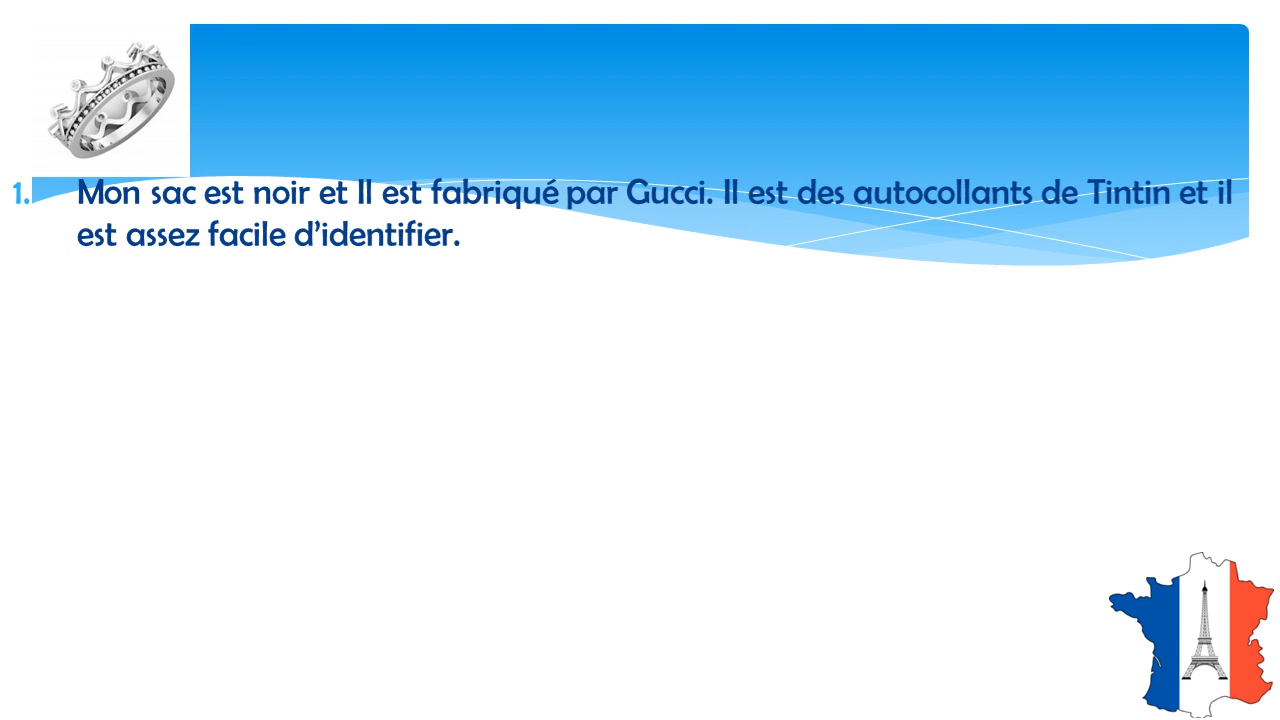 1. Mon sac est noir et Il est fabriqué par Gucci. Il est des autocollants de Tintin et il
est assez facile d’identifier.